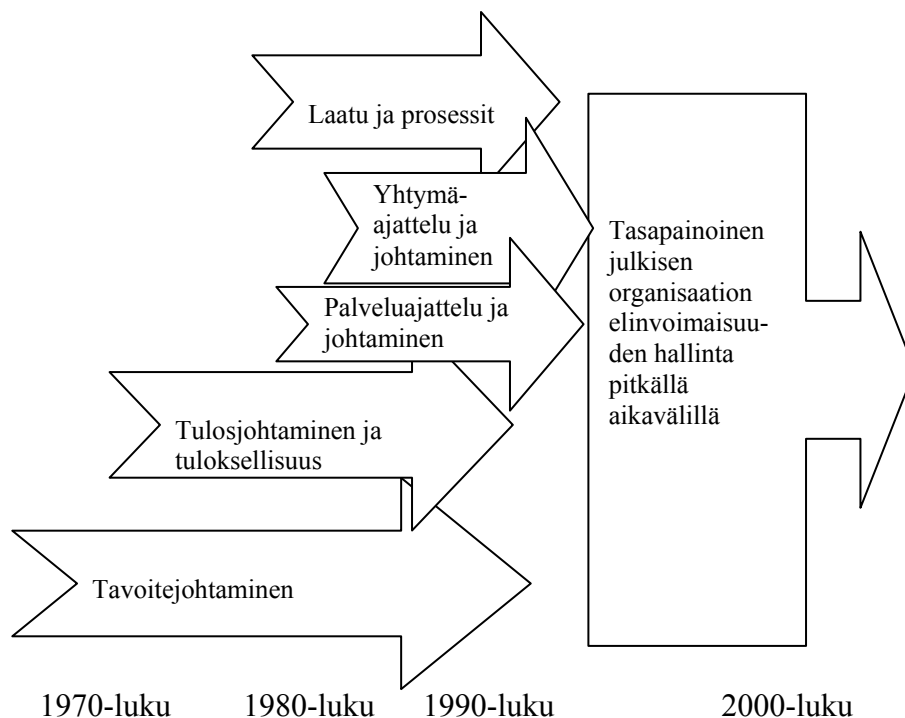 Laatu ja prosessit
Yhtymä-
ajattelu ja
johtaminen
Palveluajattelu ja
johtaminen
Tulosjohtaminen ja
tuloksellisuus
Tavoitejohtaminen
Tasapainoinen
julkisen
organisaation
elinvoimaisuu-
den hallinta
pitkällä
aikavälillä
1970-luku 1980-luku 1990-luku 2000-luku